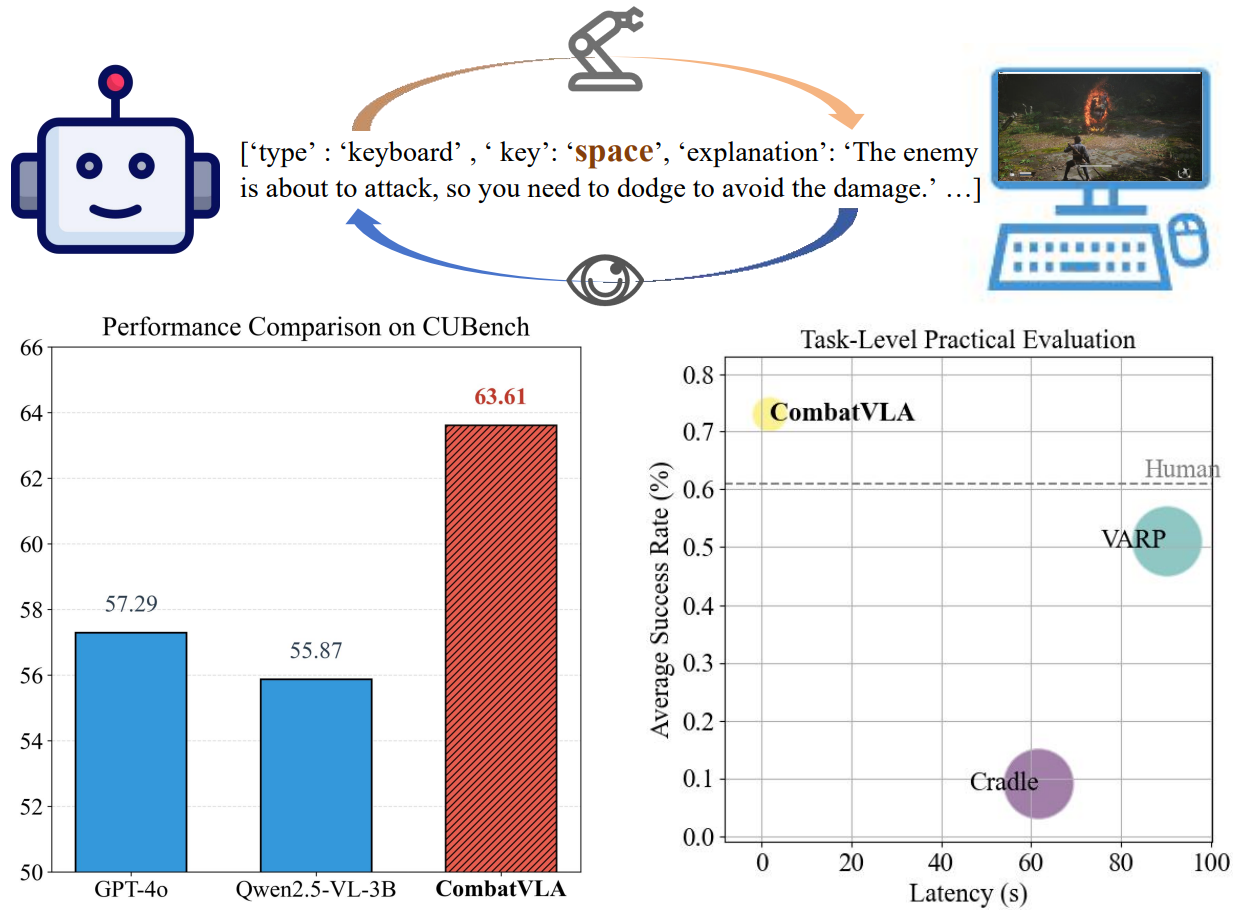 [‘type’ : ‘keyboard’ , ‘ key’: ‘space’, ‘explanation’: ‘The enemy
is about to attack, so you need to dodge to avoid the damage.’ …]
Performance Comparison on CUBench
66
64
62
60
58
56
54
52
50
57.29
55.87
63.61
GPT-4o
Qwen2.5-VL-3B
CombatVLA
Task-Level Practical Evaluation
Average Success Rate (%)
0.8
0.7
0.6
0.5
0.4
0.3
0.2
0.1
0.0
CombatVLA
Human
VARP
Cradle
0
20
40
60
80
100
Latency (s)